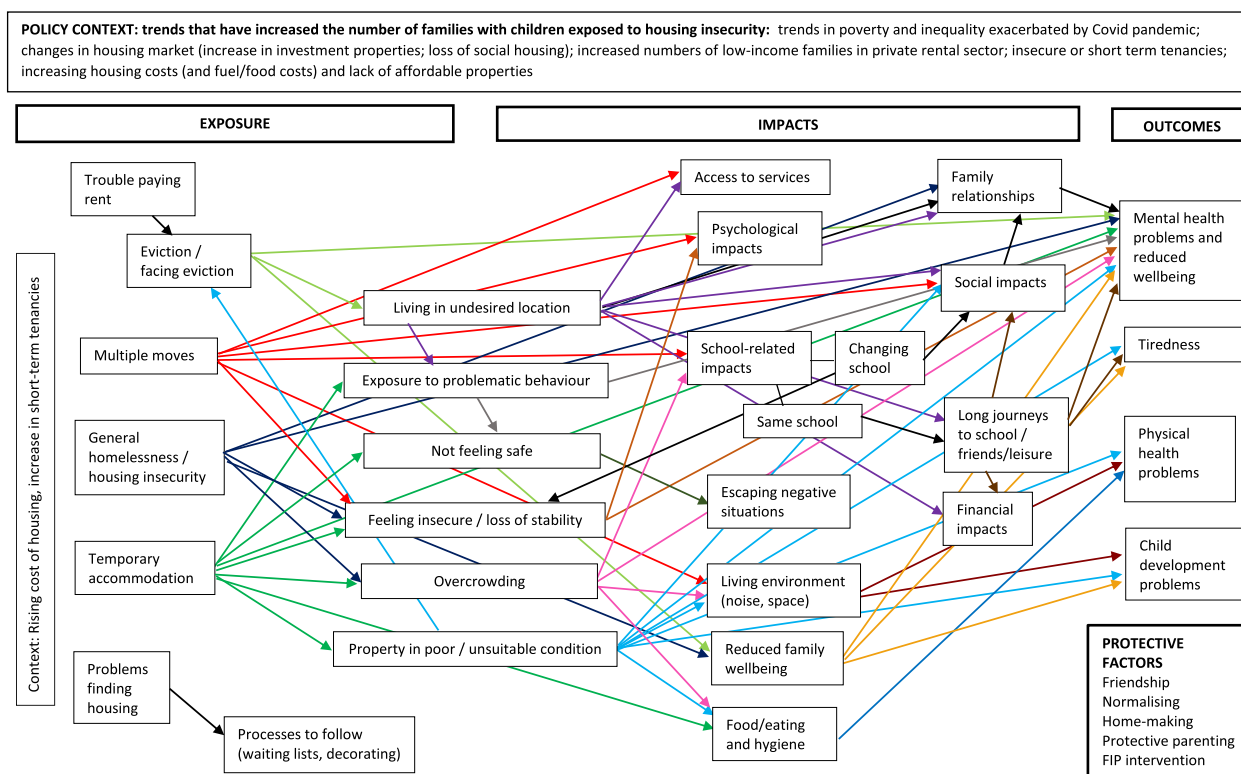 POLICY CONTEXT: trends that have increased the number of families with children exposed to housing insecurity: trends in poverty and inequality exacerbated by Covid pandemic;
changes in housing market (increase in investment properties; loss of social housing); increased numbers of low-income families in private rental sector; insecure or short term tenancies;
increasing housing costs (and fuel/food costs) and lack of affordable properties
EXPOSURE
IMPACTS
OUTCOMES
Context: Rising cost of housing, increase in short-term tenancies
Trouble paying
rent
Eviction /
facing eviction
Multiple moves
General
homelessness /
housing insecurity
Temporary
accommodation
Problems
finding
housing
Processes to follow
(waiting lists, decorating)
Living in undesired location
Exposure to problematic behaviour
Not feeling safe
Feeling insecure / loss of stability
Overcrowding
Property in poor / unsuitable condition
Access to services
Psychological
impacts
School-related
impacts
Changing
school
Same school
Escaping negative
situations
Living environment
(noise, space)
Reduced family
wellbeing
Food/eating
and hygiene
Family
relationships
Social impacts
Long journeys
to school /
friends/leisure
Financial
impacts
Mental health
problems and
reduced
wellbeing
Tiredness
Physical
health
problems
Child
development
problems
PROTECTIVE
FACTORS
Friendship
Normalising
Home-making
Protective parenting
FIP intervention